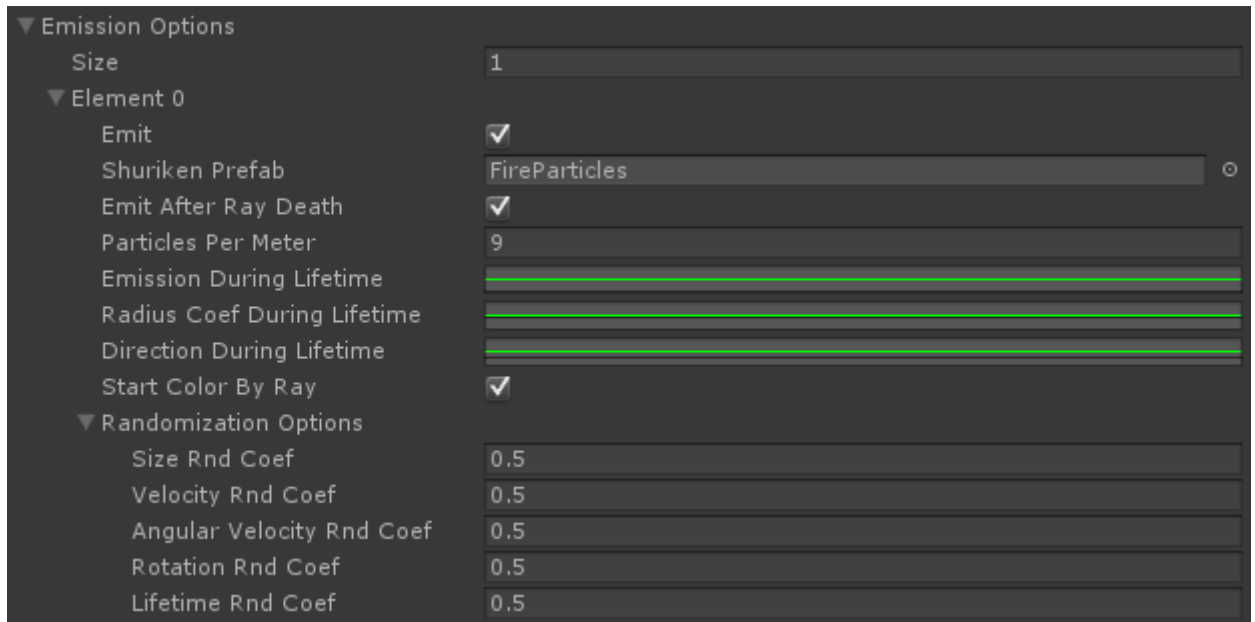 Emission Options
Size 1
Element 0
Emit
Shuriken Prefab FireParticles
Emit After Ray Death
Particles Per Meter 9
Emission During Lifetime
Radius Coef During Lifetime
Direction During Lifetime
Start Color By Ray
Randomization Options
Size Rnd Coef 0.5
Velocity Rnd Coef 0.5
Angular Velocity Rnd Coef 0.5
Rotation Rnd Coef 0.5
Lifetime Rnd Coef 0.5